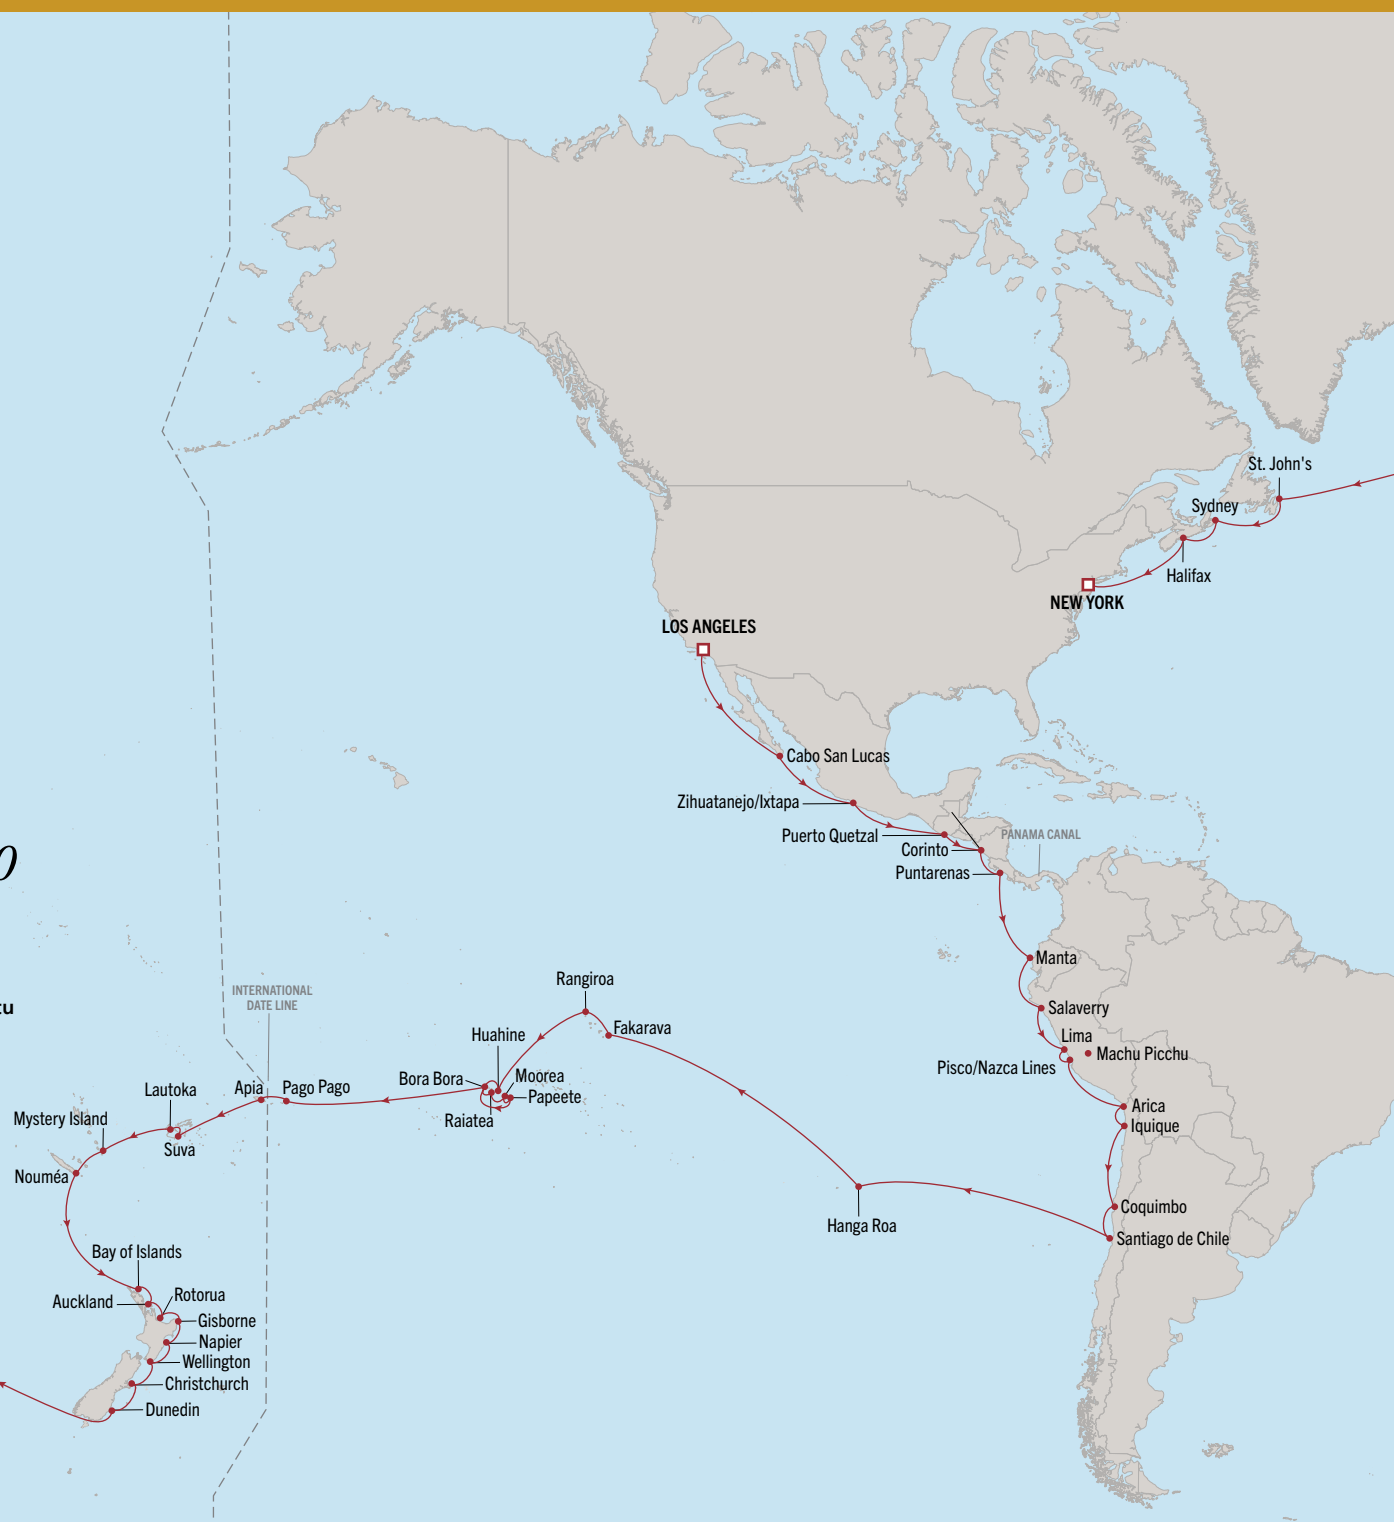 St. John's
Sydney
Halifax
NEW YORK
LOS ANGELES
Cabo San Lucas
Zihuatanejo/Ixtapa
Puerto Quetzal
PANAMA CANAL
Corinto
Puntarenas
Manta
Rangiroa
INTERNATIONAL
DATE LINE
Salaverry
Fakarava
Huahine
Lima
Machu Picchu
Pisco/Nazca Lines
Moorea
Bora Bora
Pago Pago
Apia
Lautoka
Papeete
Arica
Raiatea
Mystery Island
Iquique
Suva
Nouméa
Coquimbo
Hanga Roa
Santiago de Chile
Bay of Islands
Rotorua
Auckland
Gisborne
Napier
Wellington
Christchurch
Dunedin